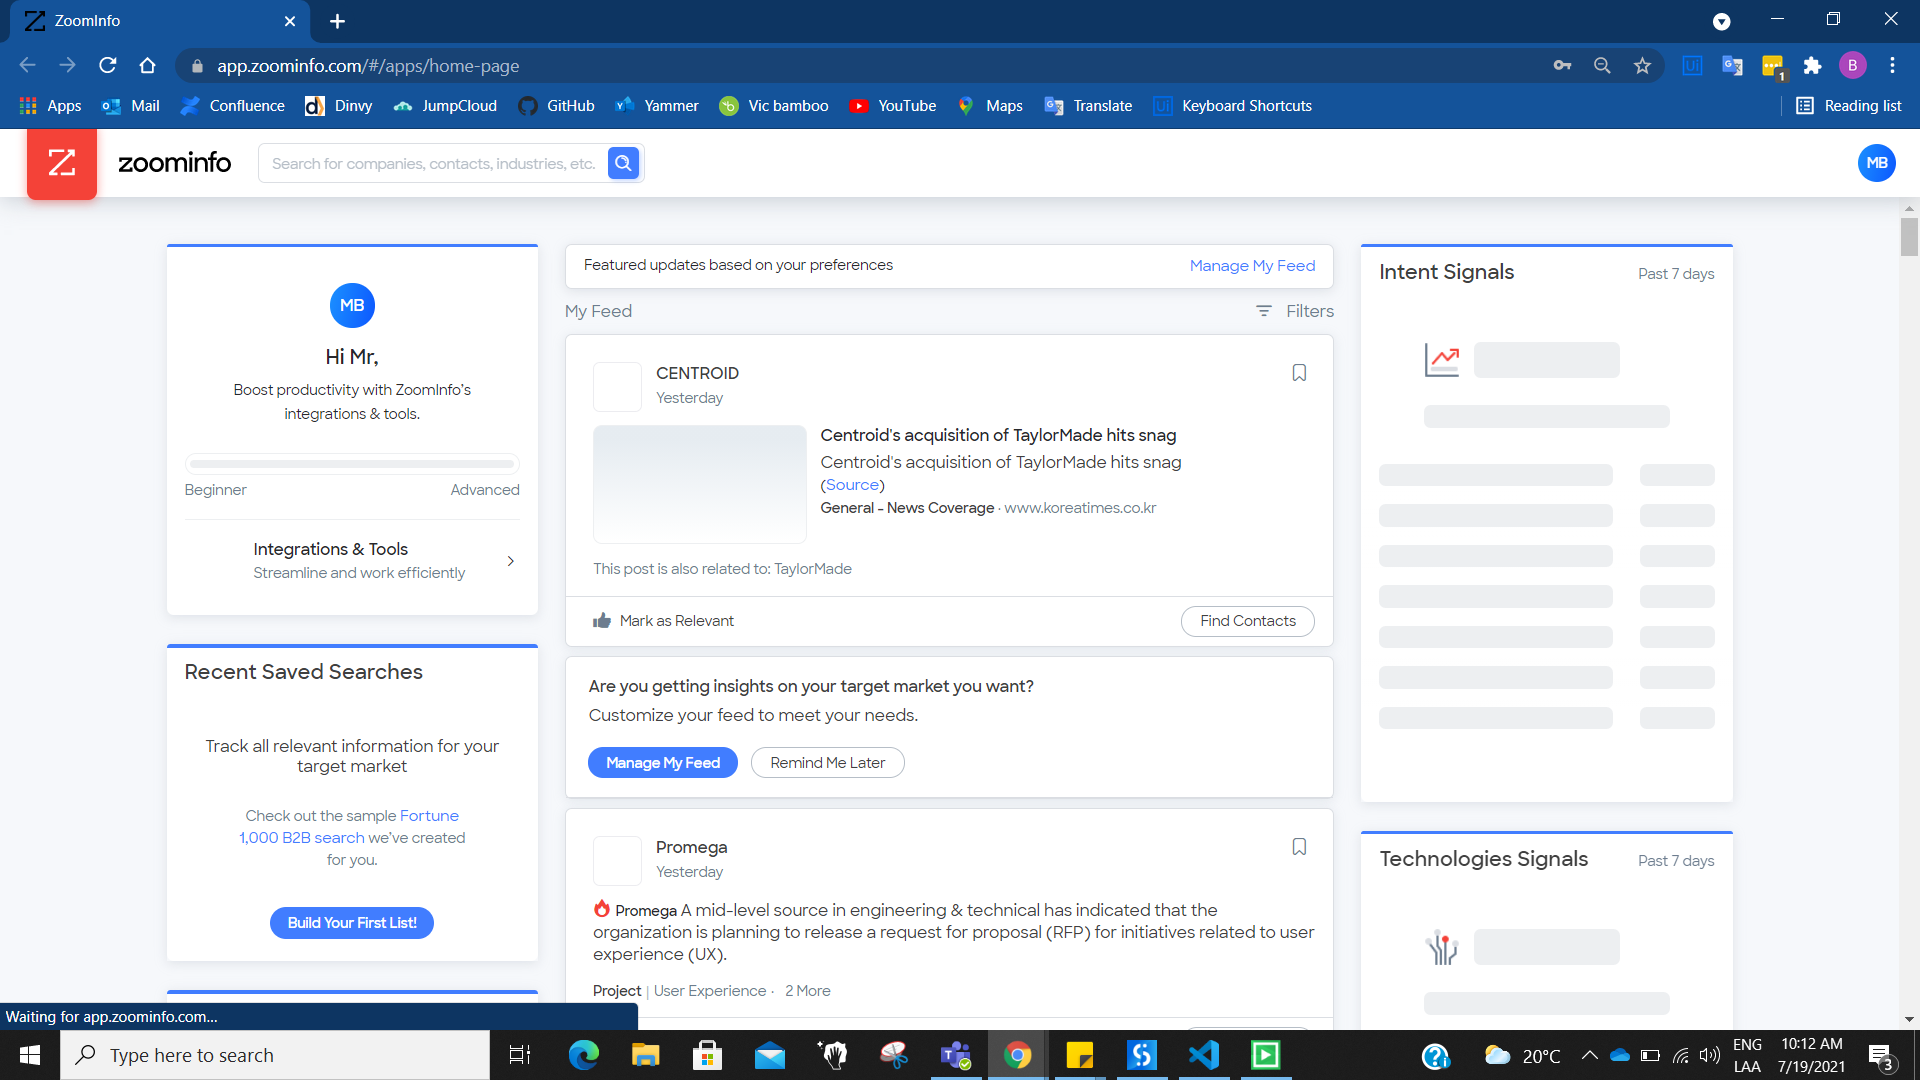 ZoomInfo
app.zoominfo.com/#/apps/home-page
1
B
Apps
Mail
Confluence
Dinvy
JumpCloud
GitHub
Yammer
Vic bamboo
YouTube
Maps
Translate
Keyboard Shortcuts
Reading list
zoominfo
Search for companies, contacts, industries, etc.
MB
MB
Hi Mr,
Boost productivity with ZoomInfo's
integrations & tools.
Beginner
Advanced
Integrations & Tools
Streamline and work efficiently
Recent Saved Searches
Track all relevant information for your
target market
Check out the sample Fortune
1,000 B2B search we've created
for you.
Build Your First List!
Featured updates based on your preferences
Manage My Feed
My Feed
Filters
CENTROID
Yesterday
Centroid's acquisition of TaylorMade hits snag
Centroid's acquisition of TaylorMade hits snag
(Source)
General - News Coverage · www.koreatimes.co.kr
This post is also related to: TaylorMade
Mark as Relevant
Find Contacts
Are you getting insights on your target market you want?
Customize your feed to meet your needs.
Manage My Feed
Remind Me Later
Promega
Yesterday
Promega A mid-level source in engineering & technical has indicated that the
organization is planning to release a request for proposal (RFP) for initiatives related to user
experience (UX).
Project | User Experience · 2 More
Intent Signals
Past 7 days
Technologies Signals
Past 7 days
Waiting for app.zoominfo.com...
Type here to search
20°C
ENG
LAA
10:12 AM
7/19/2021
3